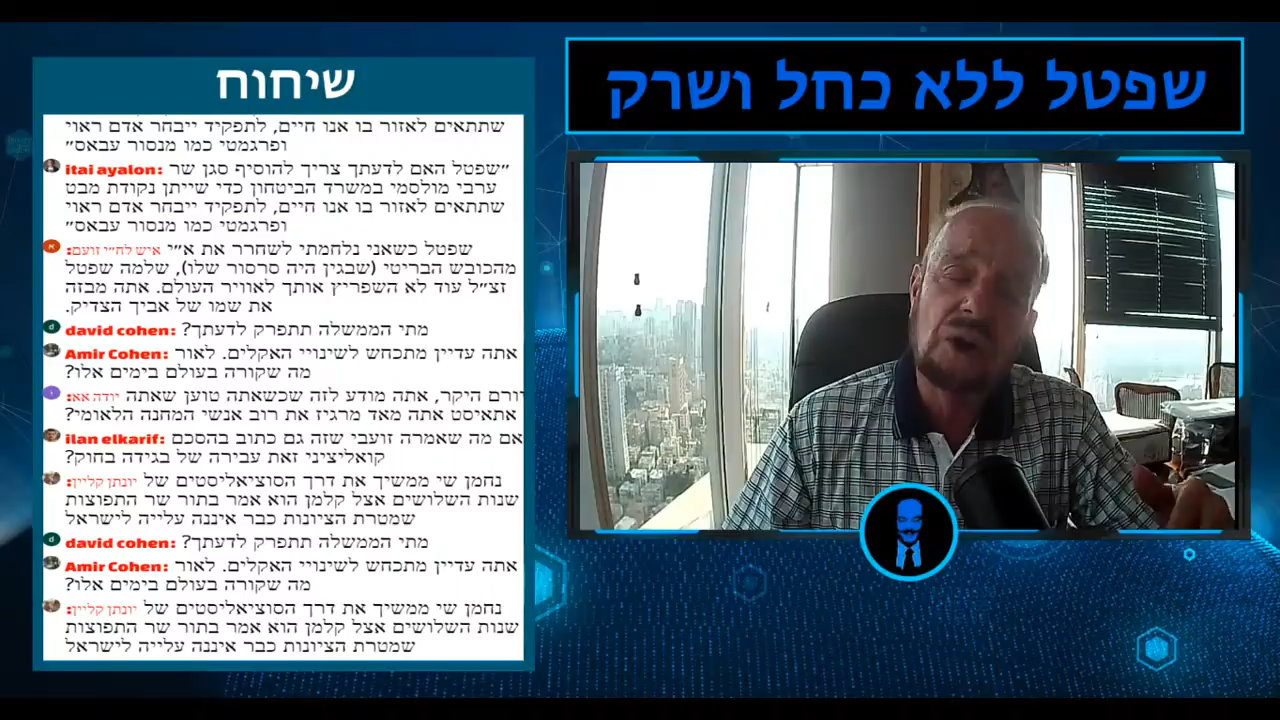 שפטל ללא כחל ושרק
שיחוח
שתתאים לאזור בו אנו חיים, לתפקיד ייבחר אדם ראוי
ופרגמטי כמו מנסור עבאס״
itai ayalon: ״שפטל האם לדעתך צריך להוסיף סגן שר
ערבי מולסמי במשרד הביטחון כדי שייתן נקודת מבט
שתתאים לאזור בו אנו חיים, לתפקיד ייבחר אדם ראוי
ופרגמטי כמו מנסור עבאס״
איש לח״י זועם: שפטל כשאני נלחמתי לשחרר את א״י
מהכובש הבריטי (שבגין היה סרסור שלו), שלמה שפטל
זצ״ל עוד לא השפריץ אותך לאוויר העולם. אתה מבזה
את שמו של אביך הצדיק.
david cohen: מתי הממשלה תתפרק לדעתך?
Amir Cohen: אתה עדיין מתכחש לשינויי האקלים. לאור
מה שקורה בעולם בימים אלו?
יודה אא: יורם היקר, אתה מודע לזה שכשאתה טוען שאתה
אתאיסט אתה מאד מרגיז את רוב אנשי המחנה הלאומי?
ilan elkarif: אם מה שאמרה זועבי שזה גם כתוב בהסכם
קואליציני זאת עבירה של בגידה בחוק?
יונתן קליין: נחמן שי ממשיך את דרך הסוציאליסטים של
שנות השלושים אצל קלמן הוא אמר בתור שר התפוצות
שמטרת הציונות כבר איננה עלייה לישראל
david cohen: מתי הממשלה תתפרק לדעתך?
Amir Cohen: אתה עדיין מתכחש לשינויי האקלים. לאור
מה שקורה בעולם בימים אלו?
יונתן קליין: נחמן שי ממשיך את דרך הסוציאליסטים של
שנות השלושים אצל קלמן הוא אמר בתור שר התפוצות
שמטרת הציונות כבר איננה עלייה לישראל